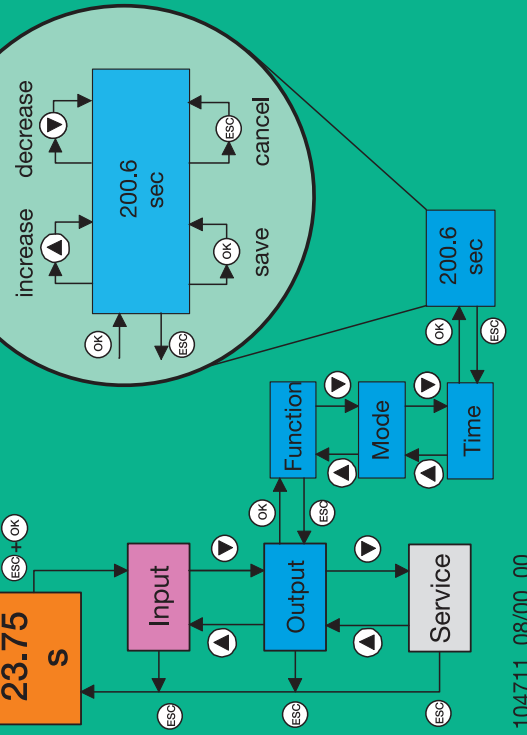 23.75
s
ESC + OK
Input
Output
Service
ESC
ESC
ESC
OK
ESC
Function
Mode
Time
OK
ESC
200.6
sec
increase
decrease
OK
ESC
200.6
sec
OK
ESC
save
cancel
104711_08/00_00